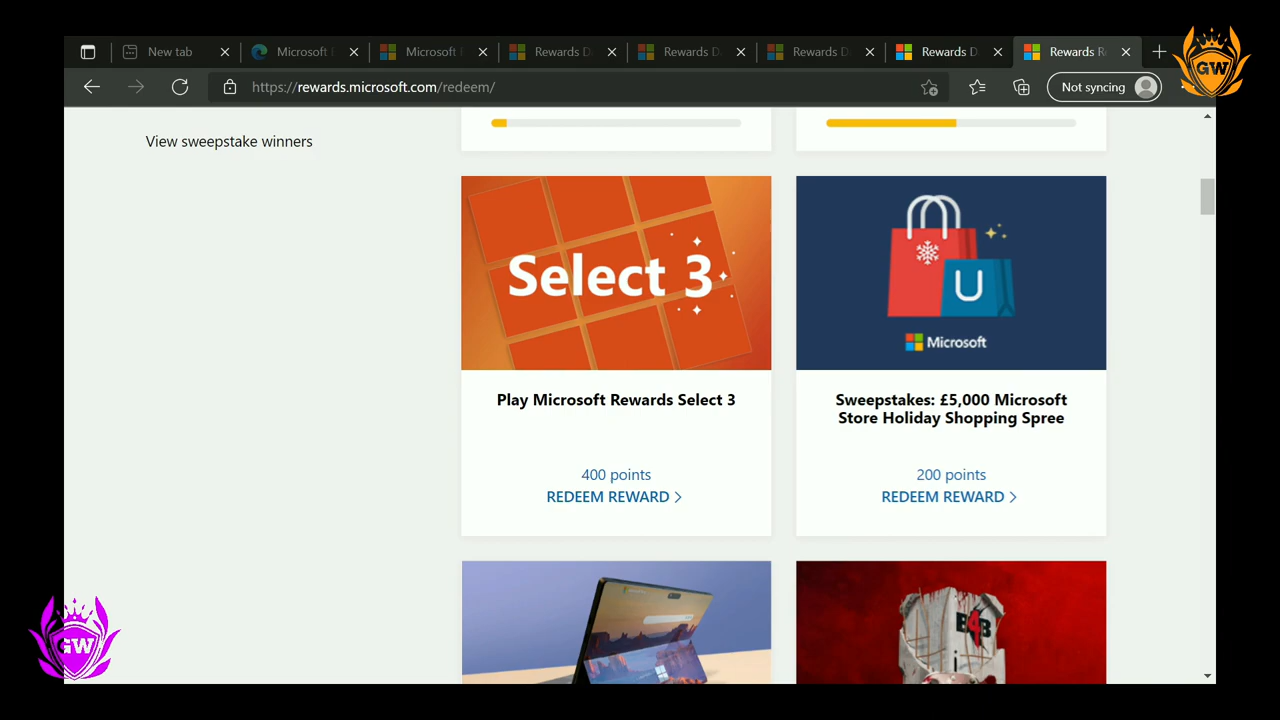 New tab
Microsoft
Microsoft
Rewards D
Rewards D
Rewards D
Rewards D
Rewards R
GW
https://rewards.microsoft.com/redeem/
Not syncing
View sweepstake winners
Select 3
U
Microsoft
Play Microsoft Rewards Select 3
Sweepstakes: £5,000 Microsoft
Store Holiday Shopping Spree
400 points
200 points
REDEEM REWARD
REDEEM REWARD
B4B
GW